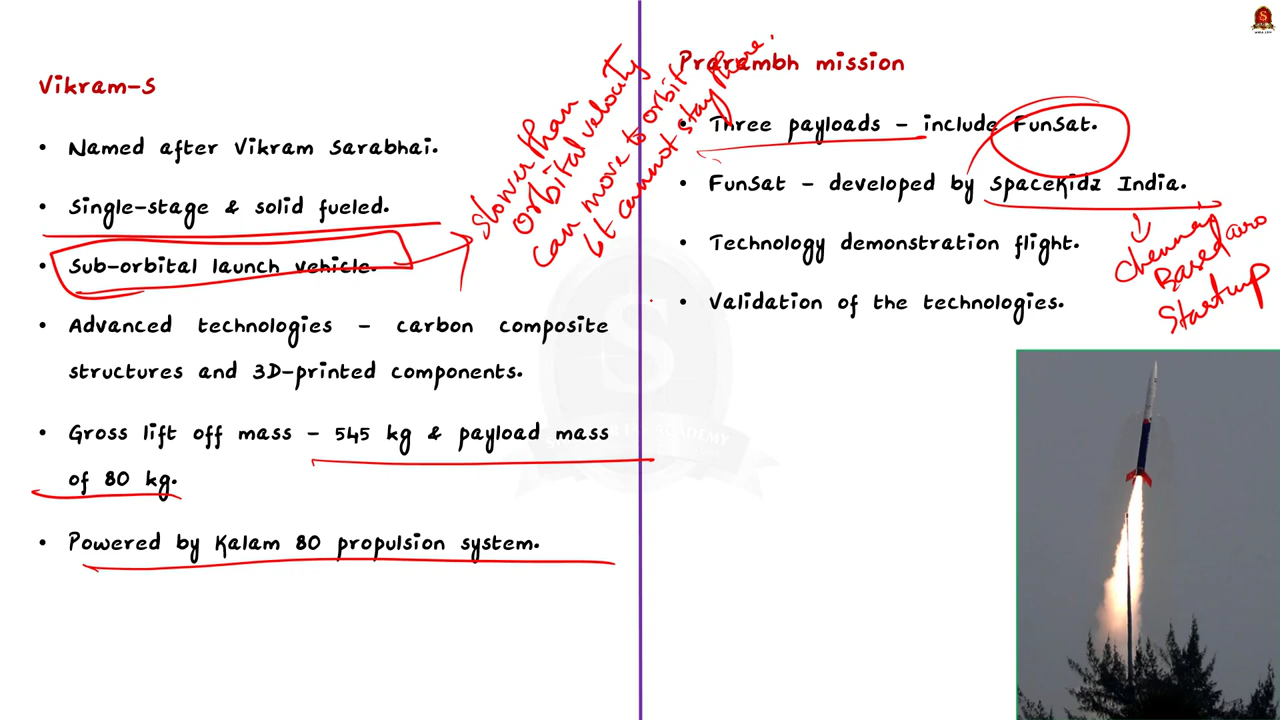 Vikram-S
• Named after Vikram Sarabhai.
• Single-stage & solid fueled.
• Sub-orbital launch vehicle.
• Advanced technologies – carbon composite
structures and 3D-printed components.
• Gross lift off mass – 545 kg & payload mass
of 80 kg.
• Powered by Kalam 80 propulsion system.
slower than
orbital velocity
can move to orbit
bt cannot stay there.
Prarambh mission
• Three payloads – include FunSat.
• FunSat – developed by SpaceKidz India.
• Technology demonstration flight.
• Validation of the technologies.
Chennai
Based aero
startup